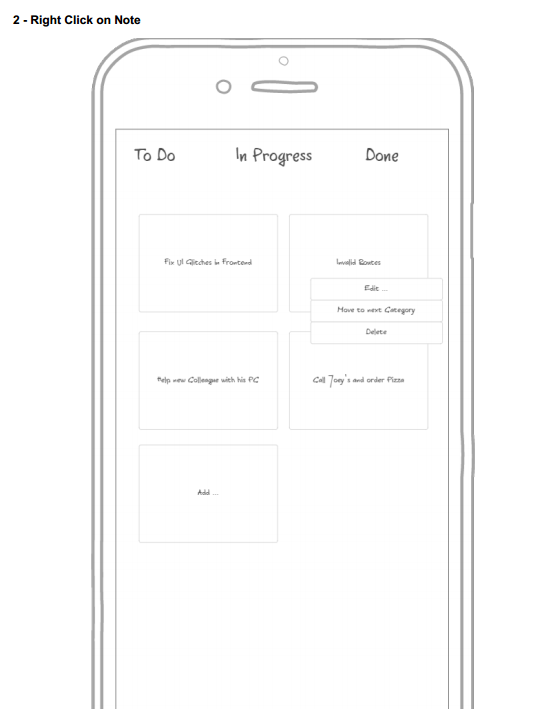 2 - Right Click on Note
To Do In Progress Done
Fix UI Glitches in Frontend
Invalid Routes
Edit ...
Move to next Category
Delete
Help new Colleague with his PC
Call Joey's and order Pizza
Add ...